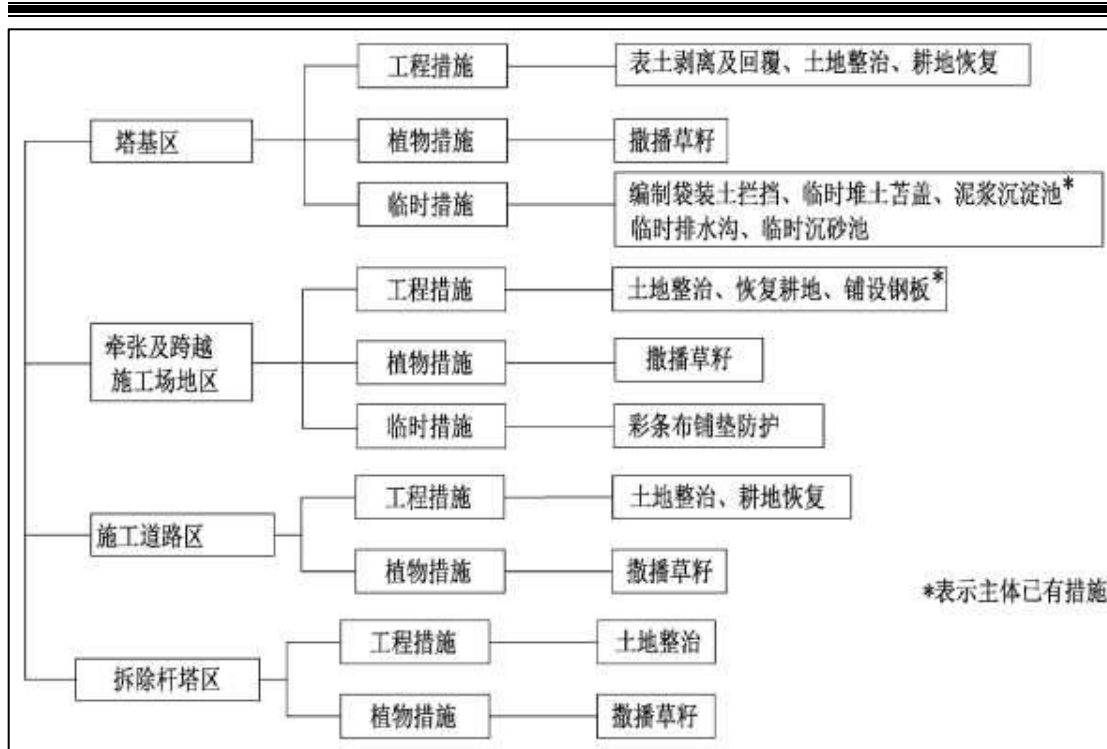 工程措施
表土剥离及回覆、土地整治、耕地恢复
塔基区
植物措施
撒播草籽
临时措施
编制袋装土拦挡、临时堆土苫盖、泥浆沉淀池*
临时排水沟、临时沉砂池
工程措施
土地整治、恢复耕地、铺设钢板*
牵张及跨越
施工场地区
植物措施
撒播草籽
临时措施
彩条布铺垫防护
工程措施
土地整治、耕地恢复
施工道路区
植物措施
撒播草籽
*表示主体已有措施
工程措施
土地整治
拆除杆塔区
植物措施
撒播草籽